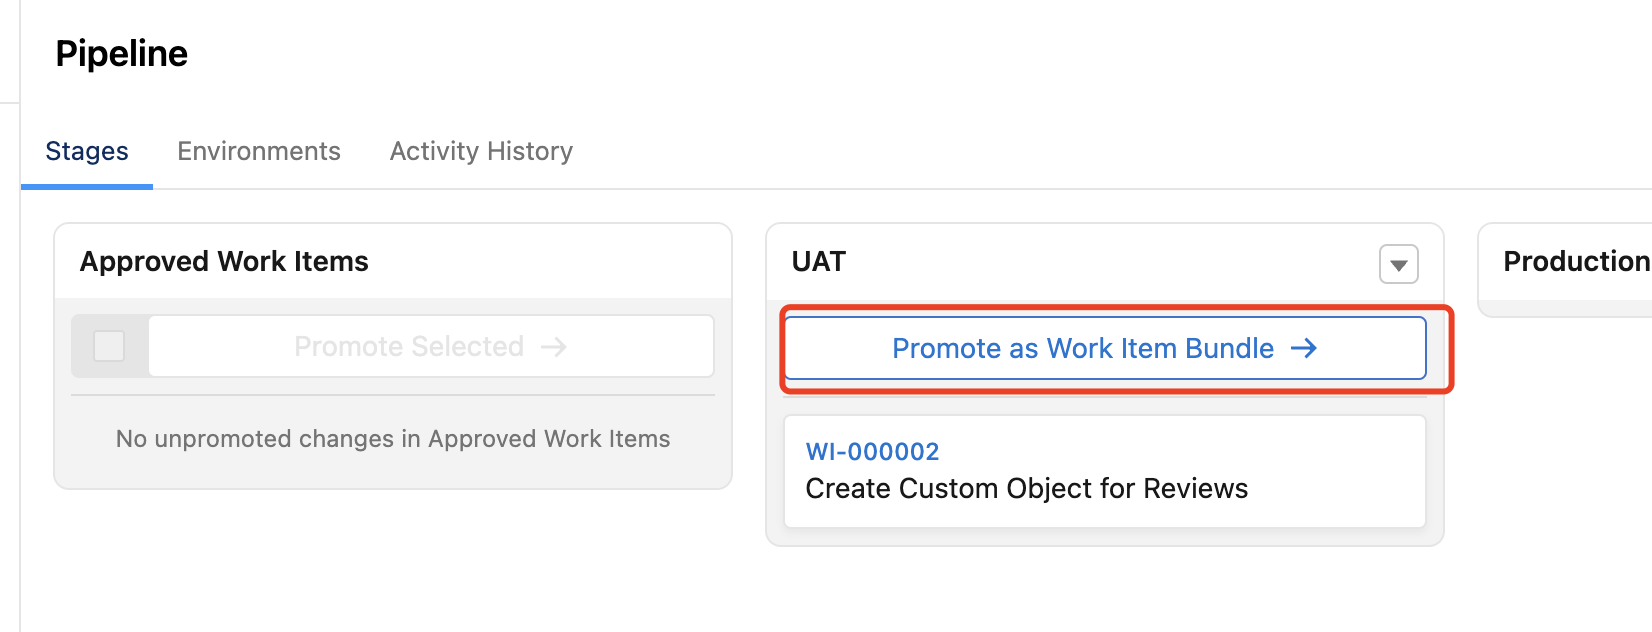 Pipeline
Stages
Environments
Activity History
Approved Work Items
Promote Selected →
No unpromoted changes in Approved Work Items
UAT
Promote as Work Item Bundle →
WI-000002
Create Custom Object for Reviews
Production